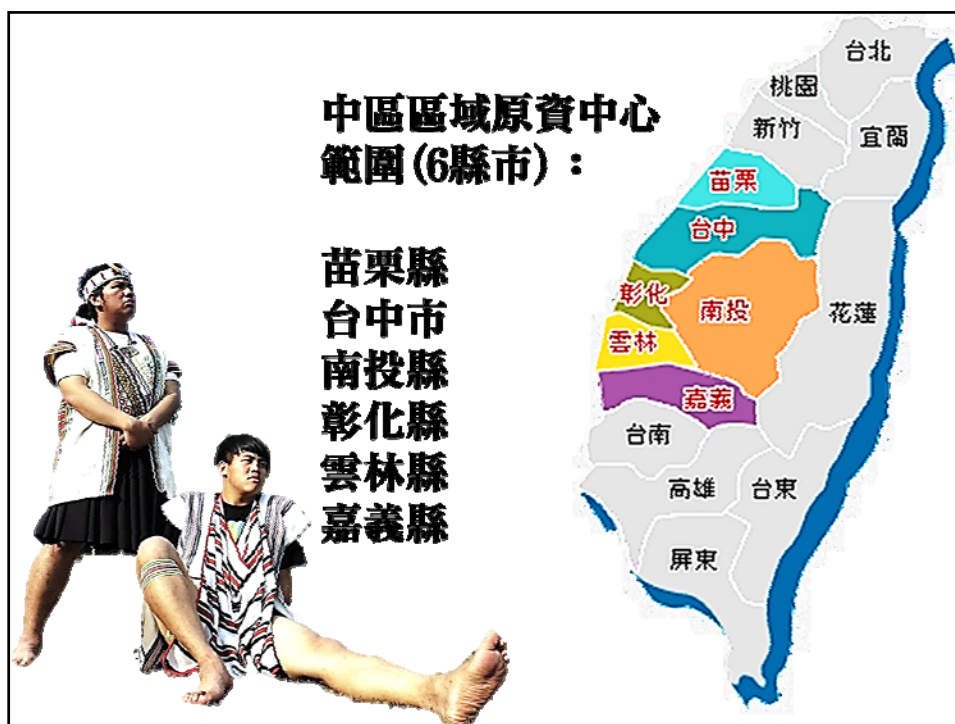 中區區域原資中心
範圍(6縣市)：
苗栗縣
台中市
南投縣
彰化縣
雲林縣
嘉義縣
台北
桃園
新竹
宜蘭
苗栗
台中
彰化
南投
花蓮
雲林
嘉義
台南
高雄
台東
屏東